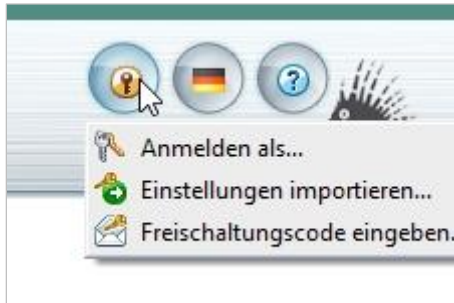 Anmelden als...
Einstellungen importieren...
Freischaltungscode eingeben.